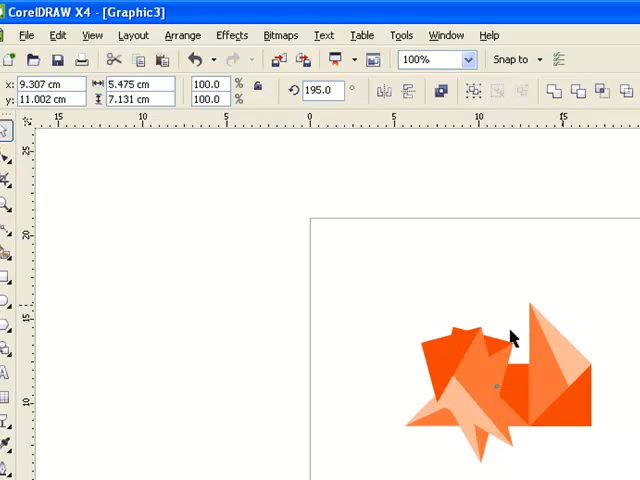 CorelDRAW X4 - [Graphic3]
File Edit View Layout Arrange Effects Bitmaps Text Table Tools Window Help
100% Snap to
x: 9.307 cm 5.475 cm 100.0 % 195.0 °
y: 11.002 cm 7.131 cm 100.0 %
15 10 5 0 5 10 15
25
20
15
10